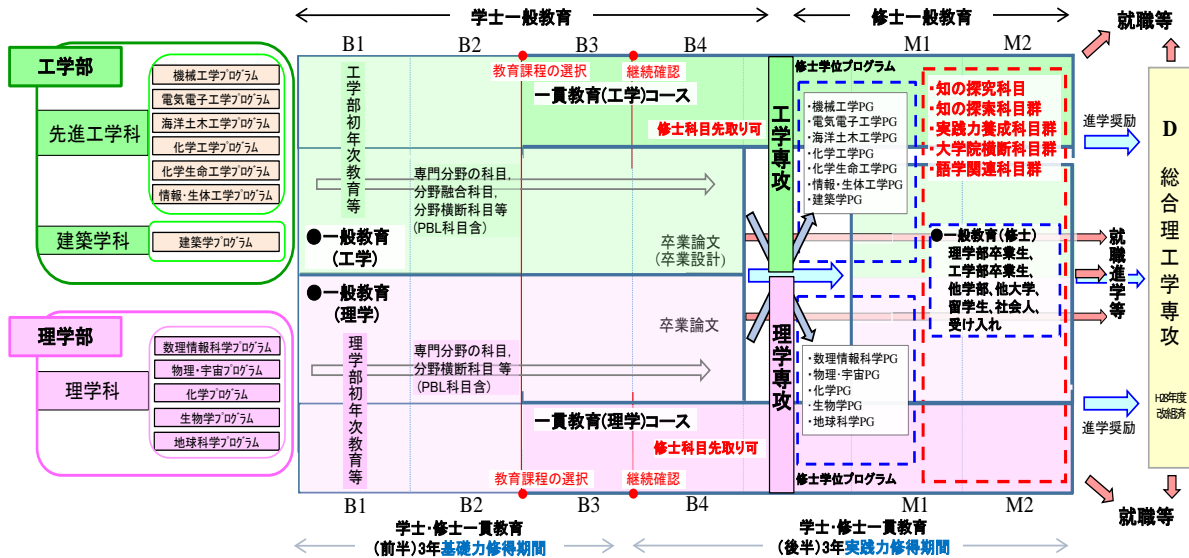 学士一般教育
修士一般教育
就職等
B1
B2
B3
B4
M1
M2
工学部
機械工学プログラム
電気電子工学プログラム
先進工学科
海洋土木工学プログラム
化学工学プログラム
化学生命工学プログラム
情報・生体工学プログラム
建築学科
建築学プログラム
理学部
数理情報科学プログラム
物理・宇宙プログラム
理学科
化学プログラム
生物学プログラム
地球科学プログラム
工学部初年次教育等
教育課程の選択
継続確認
一貫教育(工学)コース
修士科目先取り可
専門分野の科目,
分野融合科目,
分野横断科目等
(PBL科目含)
●一般教育
(工学)
卒業論文
(卒業設計)
●一般教育
(理学)
卒業論文
理学部初年次教育等
専門分野の科目,
分野横断科目 等
(PBL科目含)
一貫教育(理学)コース
修士科目先取り可
教育課程の選択
継続確認
工学専攻
理学専攻
修士学位プログラム
・機械工学PG
・電気電子工学PG
・海洋土木工学PG
・化学工学PG
・化学生命工学PG
・情報・生体工学PG
・建築学PG
・知の探究科目
・知の探索科目群
・実践力養成科目群
・大学院横断科目群
・語学関連科目群
●一般教育(修士)
理学部卒業生、
工学部卒業生、
他学部、他大学、
留学生、社会人、
受け入れ
・数理情報科学PG
・物理・宇宙PG
・化学PG
・生物学PG
・地球科学PG
修士学位プログラム
就職進学等
進学奨励
進学奨励
D
総合理工学専攻
H28年度
改組済
就職等
B1
B2
B3
B4
M1
M2
学士・修士一貫教育
(前半)3年基礎力修得期間
学士・修士一貫教育
(後半)3年実践力修得期間